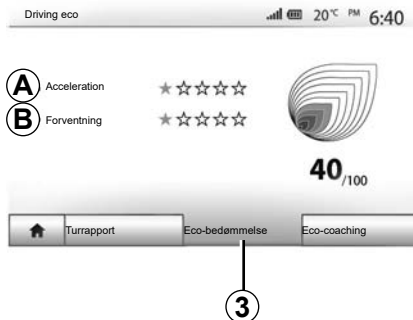 Driving eco 20°C PM 6:40
A Acceleration
B Forventning
40/100
Turrapport Eco-bedømmelse Eco-coaching
3